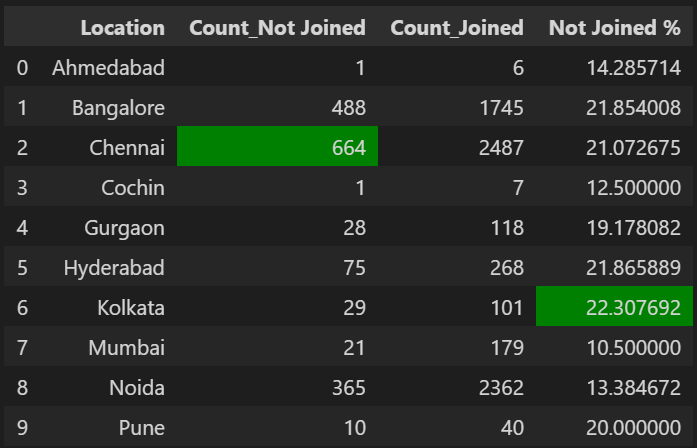 Location Count_Not Joined Count_Joined Not Joined %
0 Ahmedabad 1 6 14.285714
1 Bangalore 488 1745 21.854008
2 Chennai 664 2487 21.072675
3 Cochin 1 7 12.500000
4 Gurgaon 28 118 19.178082
5 Hyderabad 75 268 21.865889
6 Kolkata 29 101 22.307692
7 Mumbai 21 179 10.500000
8 Noida 365 2362 13.384672
9 Pune 10 40 20.000000